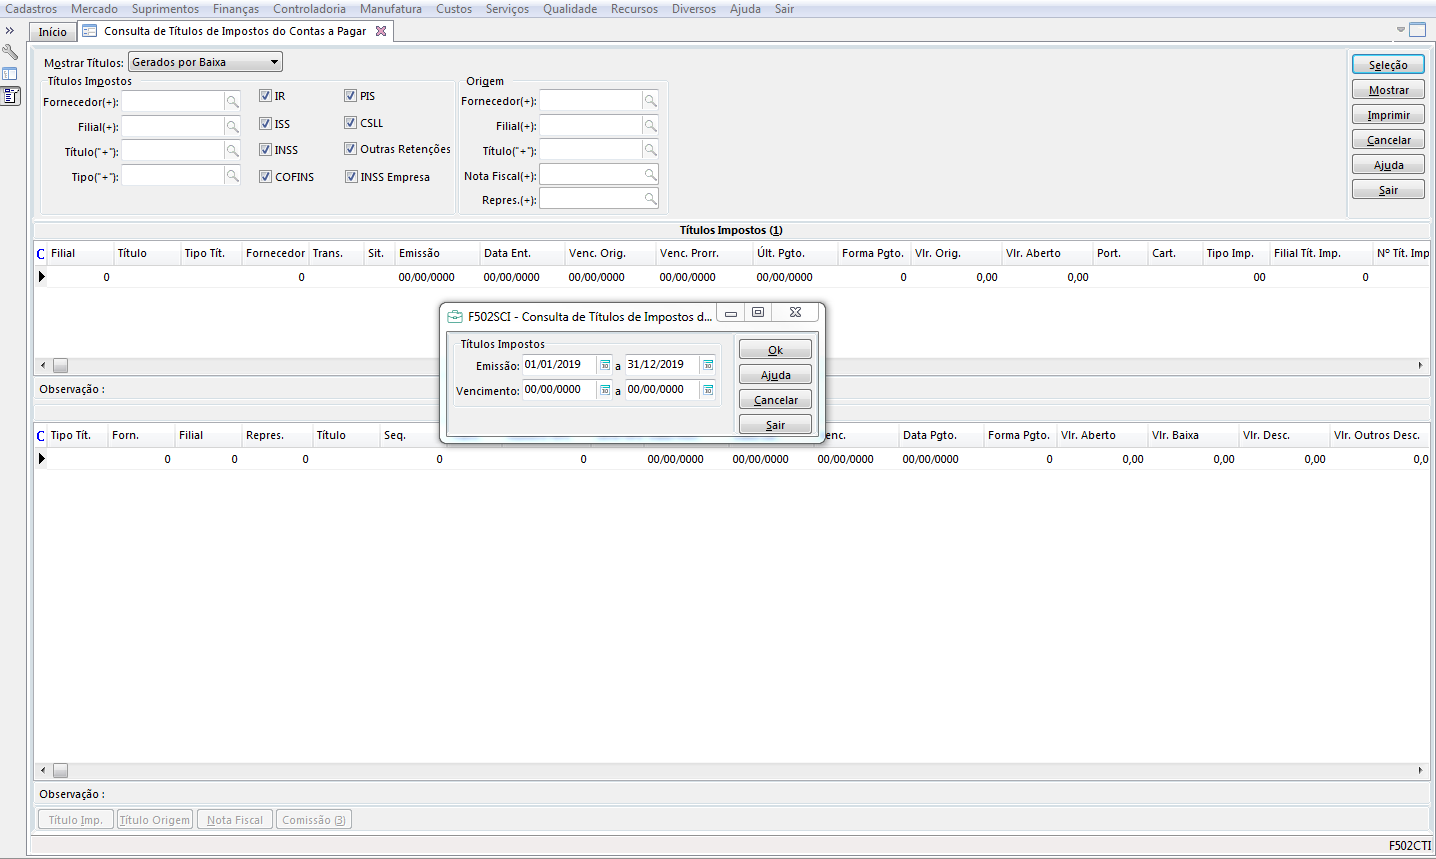 Cadastros Mercado Suprimentos Finanças Controladoria Manufatura Custos Serviços Qualidade Recursos Diversos Ajuda Sair
Início Consulta de Títulos de Impostos do Contas a Pagar
Mostrar Títulos: Gerados por Baixa
Títulos Impostos
Fornecedor(+):
Filial(+):
Título("+"):
Tipo("+"):
IR
ISS
INSS
COFINS
PIS
CSLL
Outras Retenções
INSS Empresa
Origem
Fornecedor(+):
Filial(+):
Título("+"):
Nota Fiscal(+):
Repres.(+):
Seleção
Mostrar
Imprimir
Cancelar
Ajuda
Sair
Títulos Impostos (1)
C Filial Título Tipo Tít. Fornecedor Trans. Sit. Emissão Data Ent. Venc. Orig. Venc. Prorr. Últ. Pgto. Forma Pgto. Vlr. Orig. Vlr. Aberto Port. Cart. Tipo Imp. Filial Tít. Imp. Nº Tít. Imp
0 0 00/00/0000 00/00/0000 00/00/0000 00/00/0000 00/00/0000 0 0,00 0,00 00 0
F502SCI - Consulta de Títulos de Impostos d...
Títulos Impostos
Emissão: 01/01/2019 a 31/12/2019
Vencimento: 00/00/0000 a 00/00/0000
Ok
Ajuda
Cancelar
Sair
Observação :
C Tipo Tít. Forn. Filial Repres. Título Seq. enc. Data Pgto. Forma Pgto. Vlr. Aberto Vlr. Baixa Vlr. Desc. Vlr. Outros Desc.
0 0 0 0 0 00/00/0000 00/00/0000 00/00/0000 00/00/0000 0 0,00 0,00 0,00 0,0
Observação :
Título Imp. Título Origem Nota Fiscal Comissão (3)
F502CTI